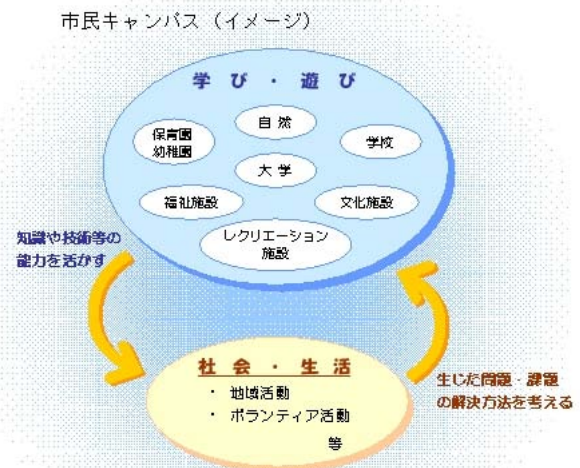 市民キャンパス（イメージ）
学び・遊び
保育園
幼稚園
自然
学校
大学
福祉施設
文化施設
レクリエーション
施設
知識や技術等の
能力を活かす
社会・生活
・ 地域活動
・ ボランティア活動
等
生じた問題・課題
の解決方法を考える